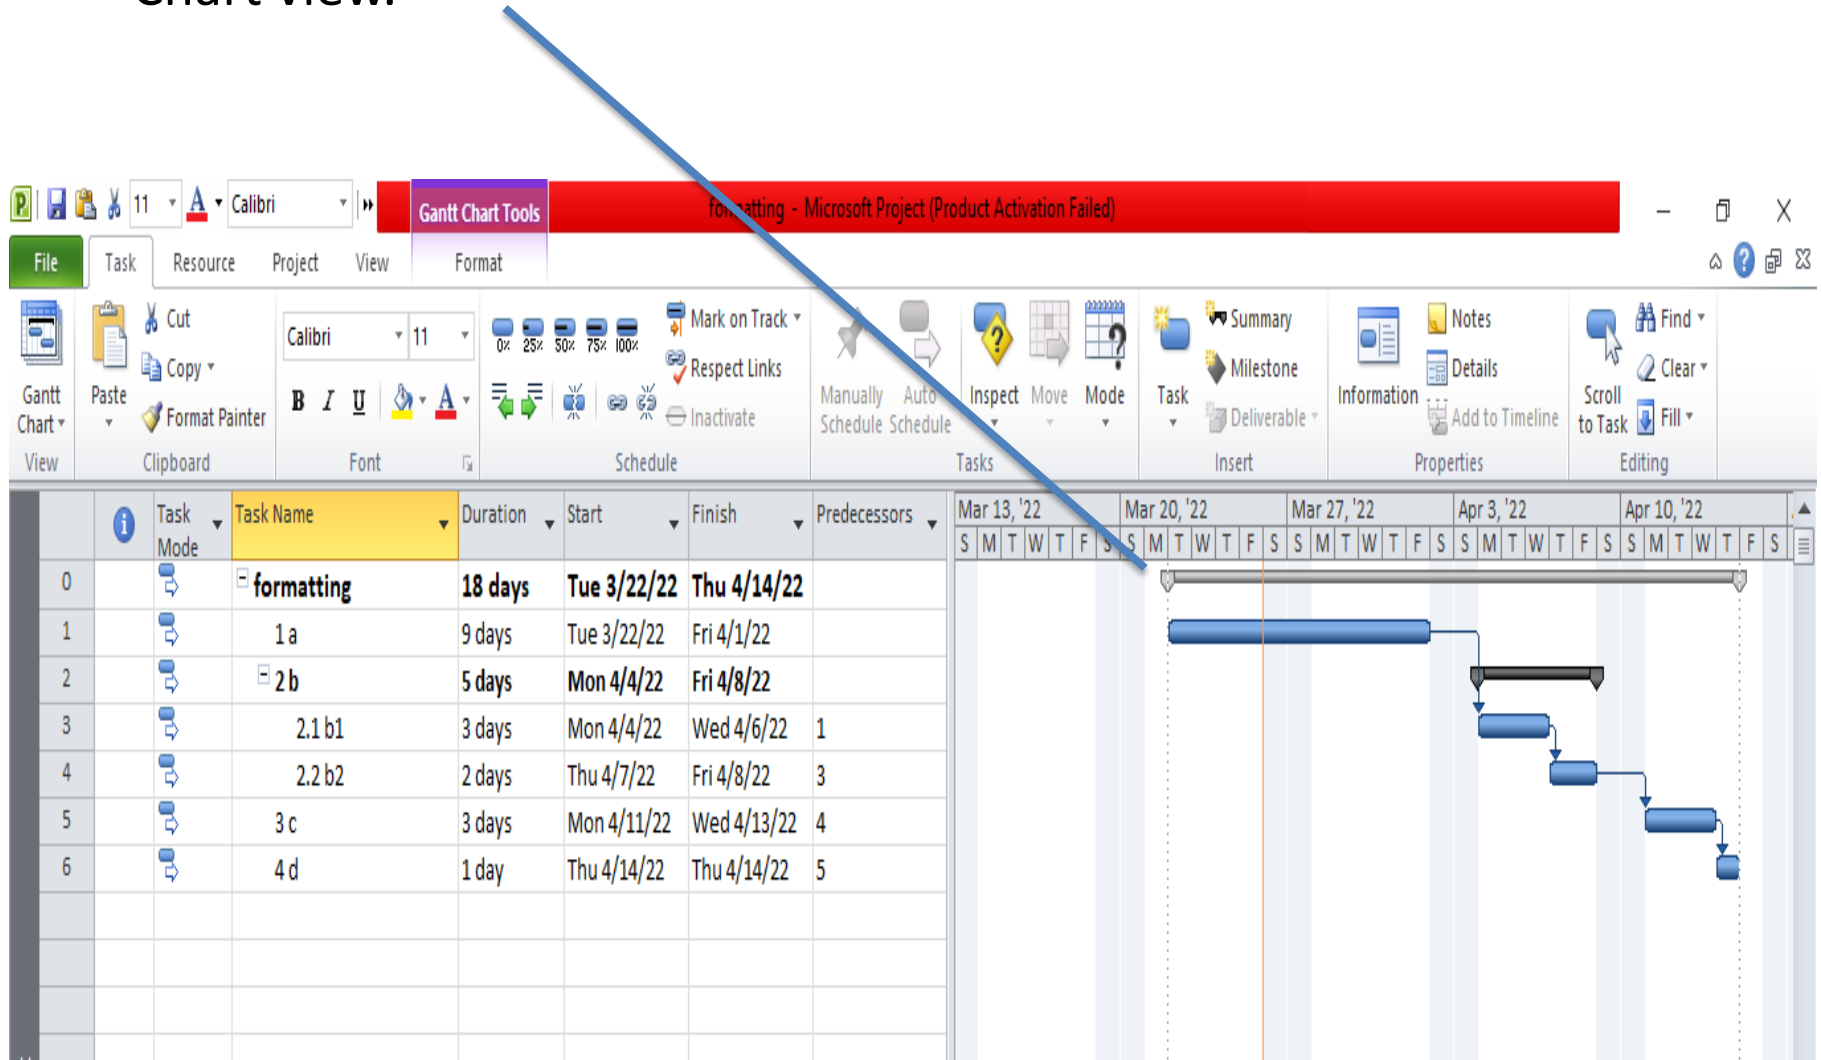 Chart view.
11 A Calibri
Gantt Chart Tools
formatting - Microsoft Project (Product Activation Failed)
File Task Resource Project View Format
Gantt Chart
View
Paste
Cut
Copy
Format Painter
Clipboard
Calibri 11
B I U A
Font
0% 25% 50% 75% 100%
Mark on Track
Respect Links
Inactivate
Schedule
Manually Schedule
Auto Schedule
Inspect
Move
Mode
Tasks
Task
Summary
Milestone
Deliverable
Insert
Information
Notes
Details
Add to Timeline
Properties
Scroll to Task
Find
Clear
Fill
Editing
Task Mode Task Name Duration Start Finish Predecessors
Mar 13, '22 Mar 20, '22 Mar 27, '22 Apr 3, '22 Apr 10, '22
S M T W T F S S M T W T F S S M T W T F S S M T W T F S S M T W T F S
0 formatting 18 days Tue 3/22/22 Thu 4/14/22
1 1 a 9 days Tue 3/22/22 Fri 4/1/22
2 2 b 5 days Mon 4/4/22 Fri 4/8/22
3 2.1 b1 3 days Mon 4/4/22 Wed 4/6/22 1
4 2.2 b2 2 days Thu 4/7/22 Fri 4/8/22 3
5 3 c 3 days Mon 4/11/22 Wed 4/13/22 4
6 4 d 1 day Thu 4/14/22 Thu 4/14/22 5